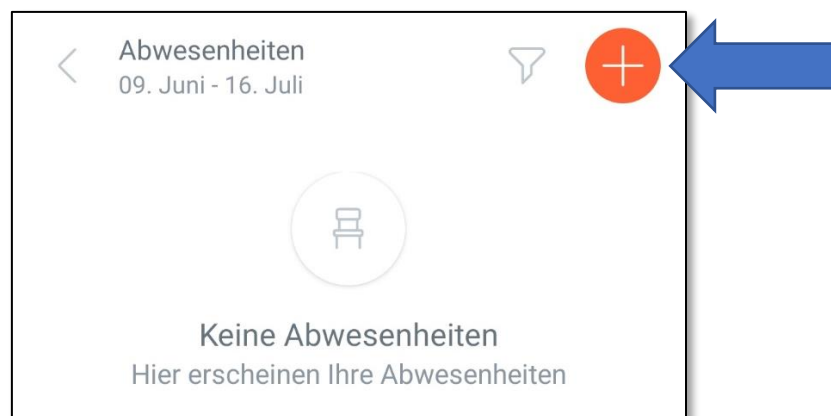 Abwesenheiten
09. Juni - 16. Juli
Keine Abwesenheiten
Hier erscheinen Ihre Abwesenheiten